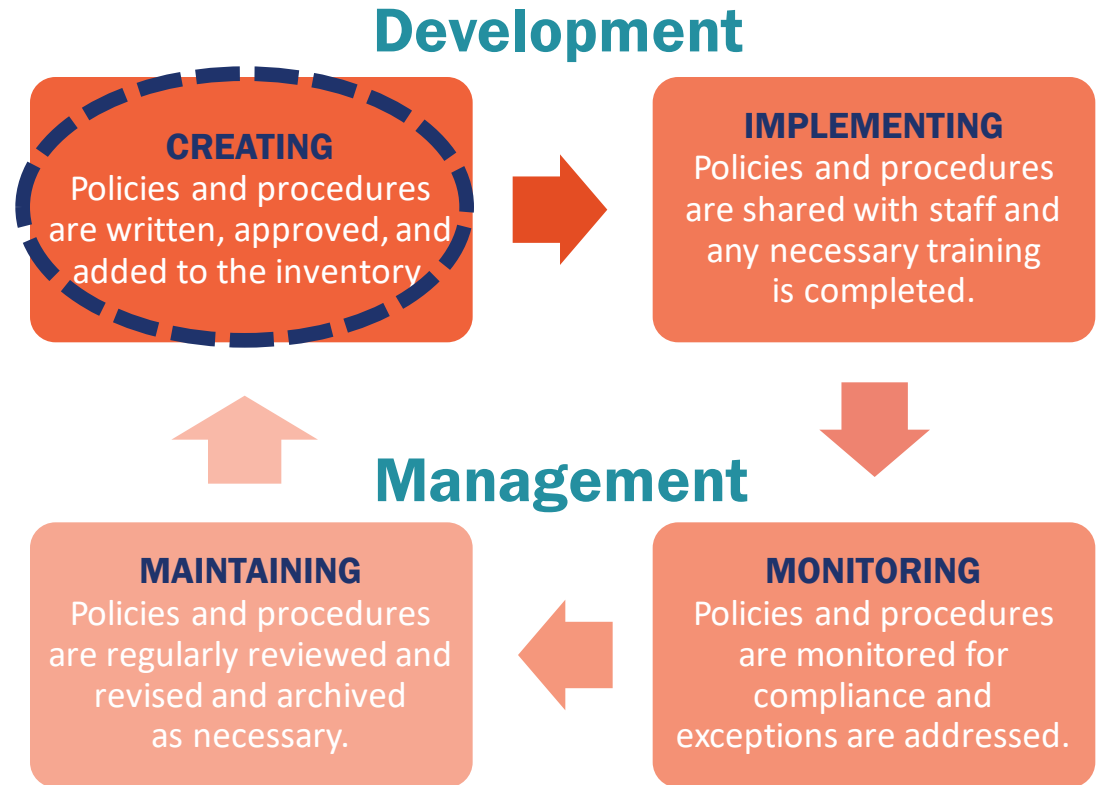 Development
CREATING
Policies and procedures
are written, approved, and
added to the inventory
IMPLEMENTING
Policies and procedures
are shared with staff and
any necessary training
is completed.
Management
MAINTAINING
Policies and procedures
are regularly reviewed and
revised and archived
as necessary.
MONITORING
Policies and procedures
are monitored for
compliance and
exceptions are addressed.